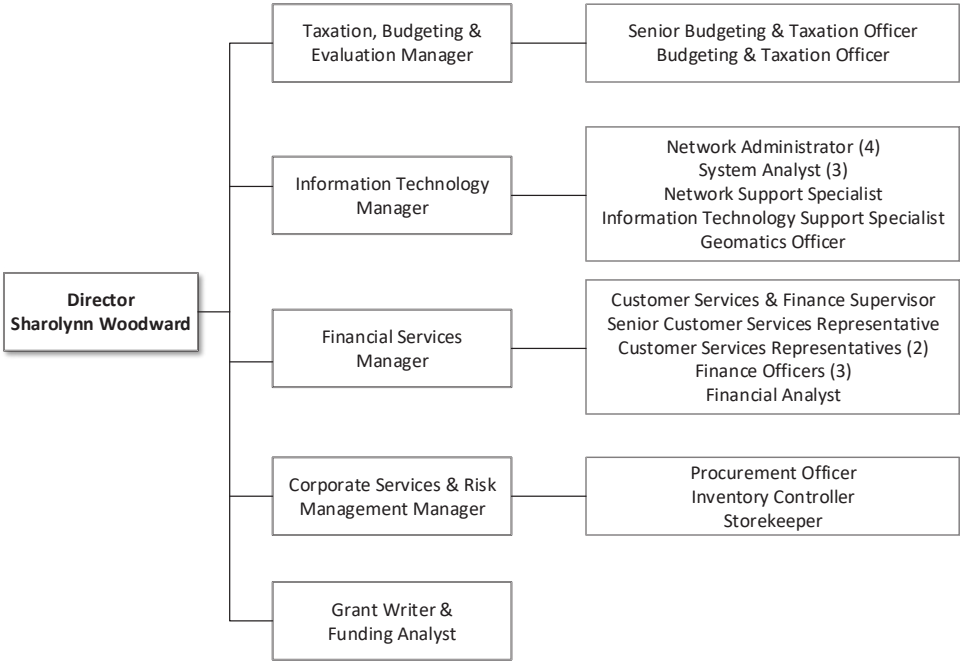 Taxation, Budgeting &
Evaluation Manager
Senior Budgeting & Taxation Officer
Budgeting & Taxation Officer
Information Technology
Manager
Network Administrator (4)
System Analyst (3)
Network Support Specialist
Information Technology Support Specialist
Geomatics Officer
Director
Sharolynn Woodward
Financial Services
Manager
Customer Services & Finance Supervisor
Senior Customer Services Representative
Customer Services Representatives (2)
Finance Officers (3)
Financial Analyst
Corporate Services & Risk
Management Manager
Procurement Officer
Inventory Controller
Storekeeper
Grant Writer &
Funding Analyst